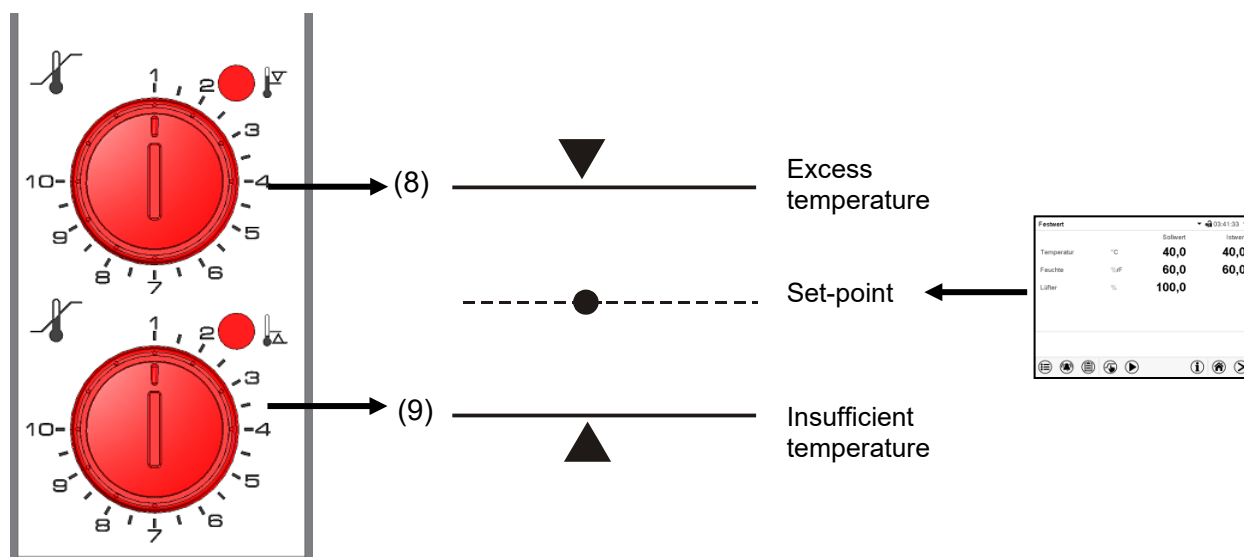 1
2
3
4
5
6
7
8
9
10
(8)
Excess
temperature
Festwert
03:41:33
Sollwert
Istwer
Temperatur °C 40,0 40,0
Feuchte %rF 60,0 60,0
Lüfter % 100,0
Set-point
1
2
3
4
5
6
7
8
9
10
(9)
Insufficient
temperature